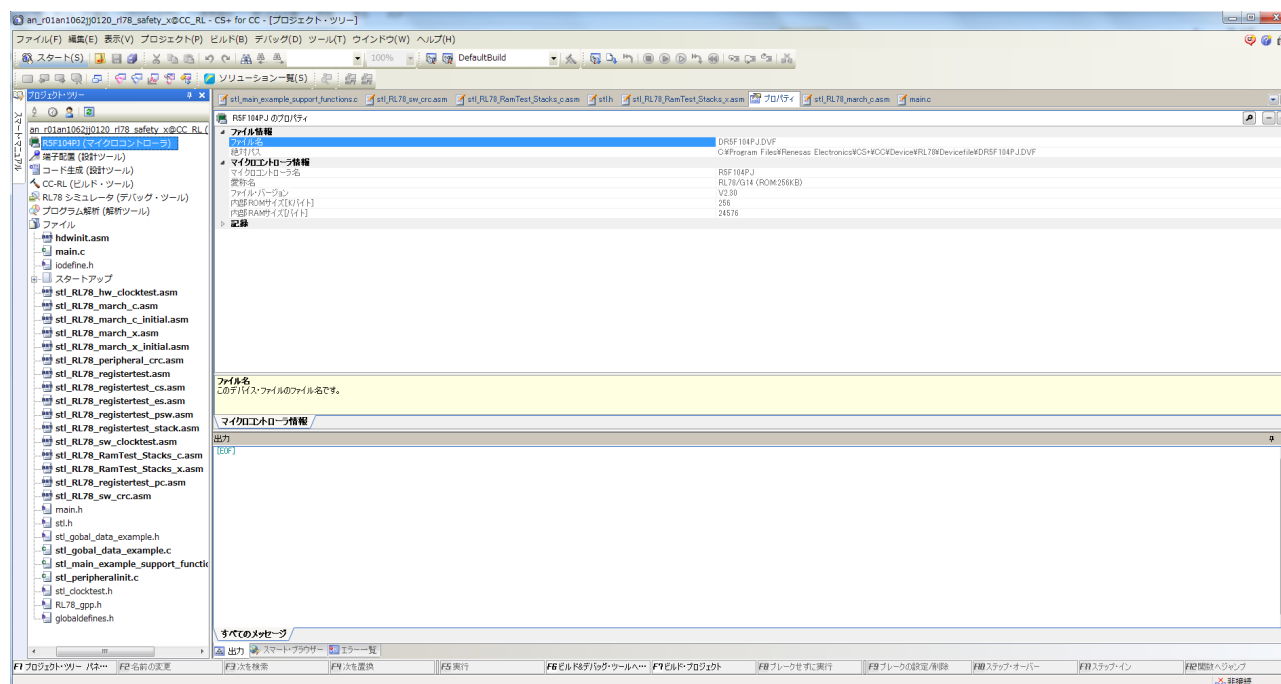 an_r01an1062jj0120_rl78_safety_x@CC_RL - CS+ for CC - [プロジェクト・ツリー]
ファイル(F) 編集(E) 表示(V) プロジェクト(P) ビルド(B) デバッグ(D) ツール(T) ウインドウ(W) ヘルプ(H)
スタート(S) 100% DefaultBuild
ソリューション一覧(S)
プロジェクト・ツリー
stl_main_example_support_functions.c stl_RL78_sw_crc.asm stl_RL78_RamTest_Stacks_c.asm stl.h stl_RL78_RamTest_Stacks_x.asm プロパティ stl_RL78_march_c.asm main.c
スマート・マニュアル
an_r01an1062jj0120_rl78_safety_x@CC_RL (
R5F104PJ (マイクロコントローラ)
端子配置 (設計ツール)
コード生成 (設計ツール)
CC-RL (ビルド・ツール)
RL78 シミュレータ (デバッグ・ツール)
プログラム解析 (解析ツール)
ファイル
hdwinit.asm
main.c
iodefine.h
スタートアップ
stl_RL78_hw_clocktest.asm
stl_RL78_march_c.asm
stl_RL78_march_c_initial.asm
stl_RL78_march_x.asm
stl_RL78_march_x_initial.asm
stl_RL78_peripheral_crc.asm
stl_RL78_registertest.asm
stl_RL78_registertest_cs.asm
stl_RL78_registertest_es.asm
stl_RL78_registertest_psw.asm
stl_RL78_registertest_stack.asm
stl_RL78_sw_clocktest.asm
stl_RL78_RamTest_Stacks_c.asm
stl_RL78_RamTest_Stacks_x.asm
stl_RL78_registertest_pc.asm
stl_RL78_sw_crc.asm
main.h
stl.h
stl_gobal_data_example.h
stl_gobal_data_example.c
stl_main_example_support_functio
stl_peripheralinit.c
stl_clocktest.h
RL78_gpp.h
globaldefines.h
R5F104PJ のプロパティ
ファイル情報
ファイル名 DR5F104PJ.DVF
絶対パス C:¥Program Files¥Renesas Electronics¥CS+¥CC¥Device¥RL78¥Devicefile¥DR5F104PJ.DVF
マイクロコントローラ情報
マイクロコントローラ名 R5F104PJ
愛称名 RL78/G14 (ROM:256KB)
ファイル・バージョン V2.30
内部ROMサイズ[Kバイト] 256
内部RAMサイズ[バイト] 24576
記録
ファイル名
このデバイス・ファイルのファイル名です。
マイクロコントローラ情報
出力
[EOF]
すべてのメッセージ
出力 スマート・ブラウザー エラー一覧
F1 プロジェクト・ツリー パネ… F2 名前の変更 F3 次を検索 F4 次を置換 F5 実行 F6 ビルド&デバッグ・ツールへ… F7 ビルド・プロジェクト F8 ブレークせずに実行 F9 ブレークの設定/削除 F10 ステップ・オーバー F11 ステップ・イン F12 関数へジャンプ
非接続